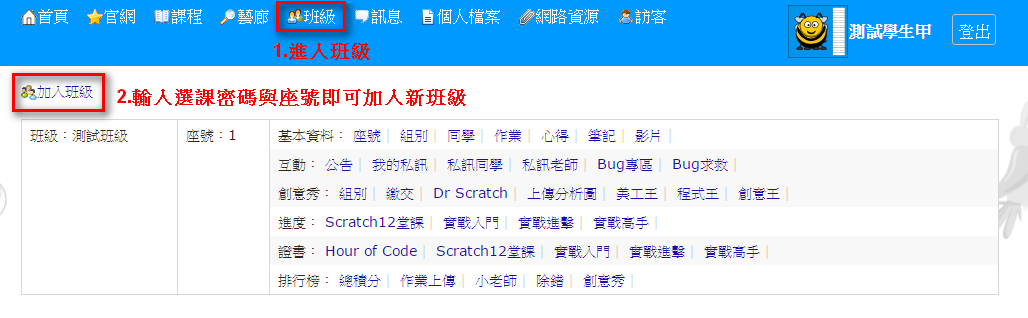 首頁 官網 課程 藝廊 班級 訊息 個人檔案 網路資源 訪客 測試學生甲 登出
1.進入班級
加入班級 2.輸入選課密碼與座號即可加入新班級
班級：測試班級 座號：1 基本資料： 座號| 組別| 同學| 作業| 心得| 筆記| 影片|
互動： 公告| 我的私訊| 私訊同學| 私訊老師| Bug專區| Bug求救|
創意秀： 組別| 繳交| Dr Scratch| 上傳分析圖| 美工王| 程式王| 創意王|
進度： Scratch12堂課| 實戰入門| 實戰進擊| 實戰高手|
證書： Hour of Code| Scratch12堂課| 實戰入門| 實戰進擊| 實戰高手|
排行榜： 總積分| 作業上傳| 小老師| 除錯| 創意秀|